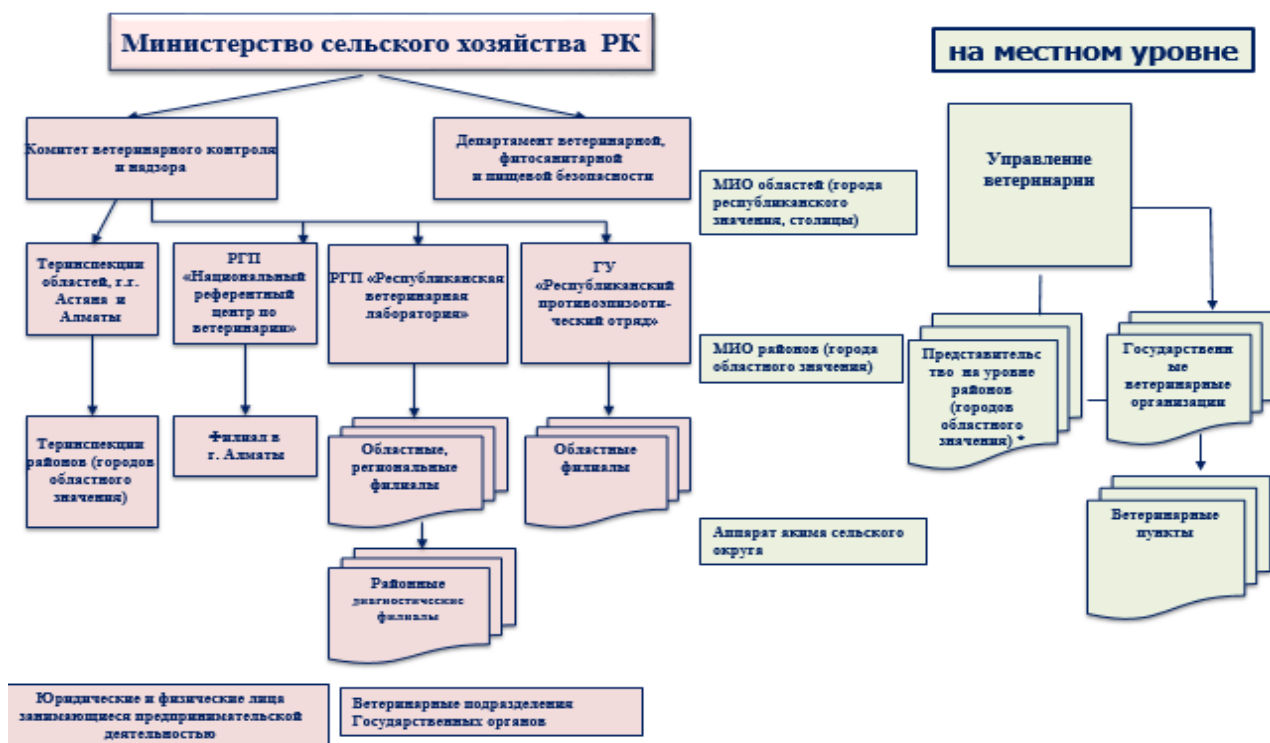 Министерство сельского хозяйства РК
на местном уровне
Комитет ветеринарного контроля
и надзора
Департамент ветеринарной,
фитосанитарной
и пищевой безопасности
МИО областей (города
республиканского
значения, столицы)
Управление
ветеринарии
Теринспекции
областей, г.г.
Астана и
Алматы
РГП
«Национальный
референтный
центр по
ветеринарии»
РГП «Республиканская
ветеринарная
лаборатория»
ГУ
«Республиканский
противоэпизооти-
ческий отряд»
МИО районов (города
областного значения)
Представительс
тво на уровне
районов
(городов
областного
значения) *
Государственн
ые
ветеринарные
организации
Теринспекции
районов (городов
областного
значения)
Филиал в
г. Алматы
Областные,
региональные
филиалы
Областные
филиалы
Аппарат акима сельского
округа
Ветеринарные
пункты
Районные
диагностические
филиалы
Юридические и физические лица
занимающиеся предпринимательской
деятельностью
Ветеринарные подразделения
Государственных органов